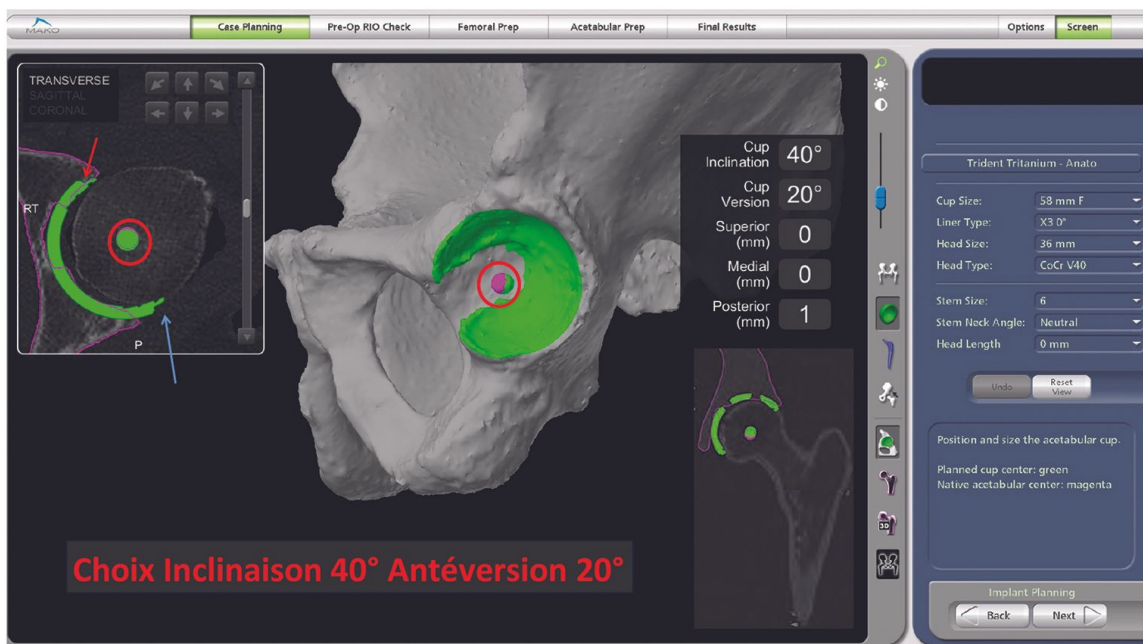 MAKO
Case Planning
Pre-Op RIO Check
Femoral Prep
Acetabular Prep
Final Results
Options
Screen
TRANSVERSE
SAGITTAL
CORONAL
RT
P
Cup Inclination 40°
Cup Version 20°
Superior (mm) 0
Medial (mm) 0
Posterior (mm) 1
Choix Inclinaison 40° Antéversion 20°
3D
Trident Tritanium - Anato
Cup Size: 58 mm F
Liner Type: X3 0°
Head Size: 36 mm
Head Type: CoCr V40
Stem Size: 6
Stem Neck Angle: Neutral
Head Length 0 mm
Undo
Reset View
Position and size the acetabular cup.
Planned cup center: green
Native acetabular center: magenta
Implant Planning
Back
Next